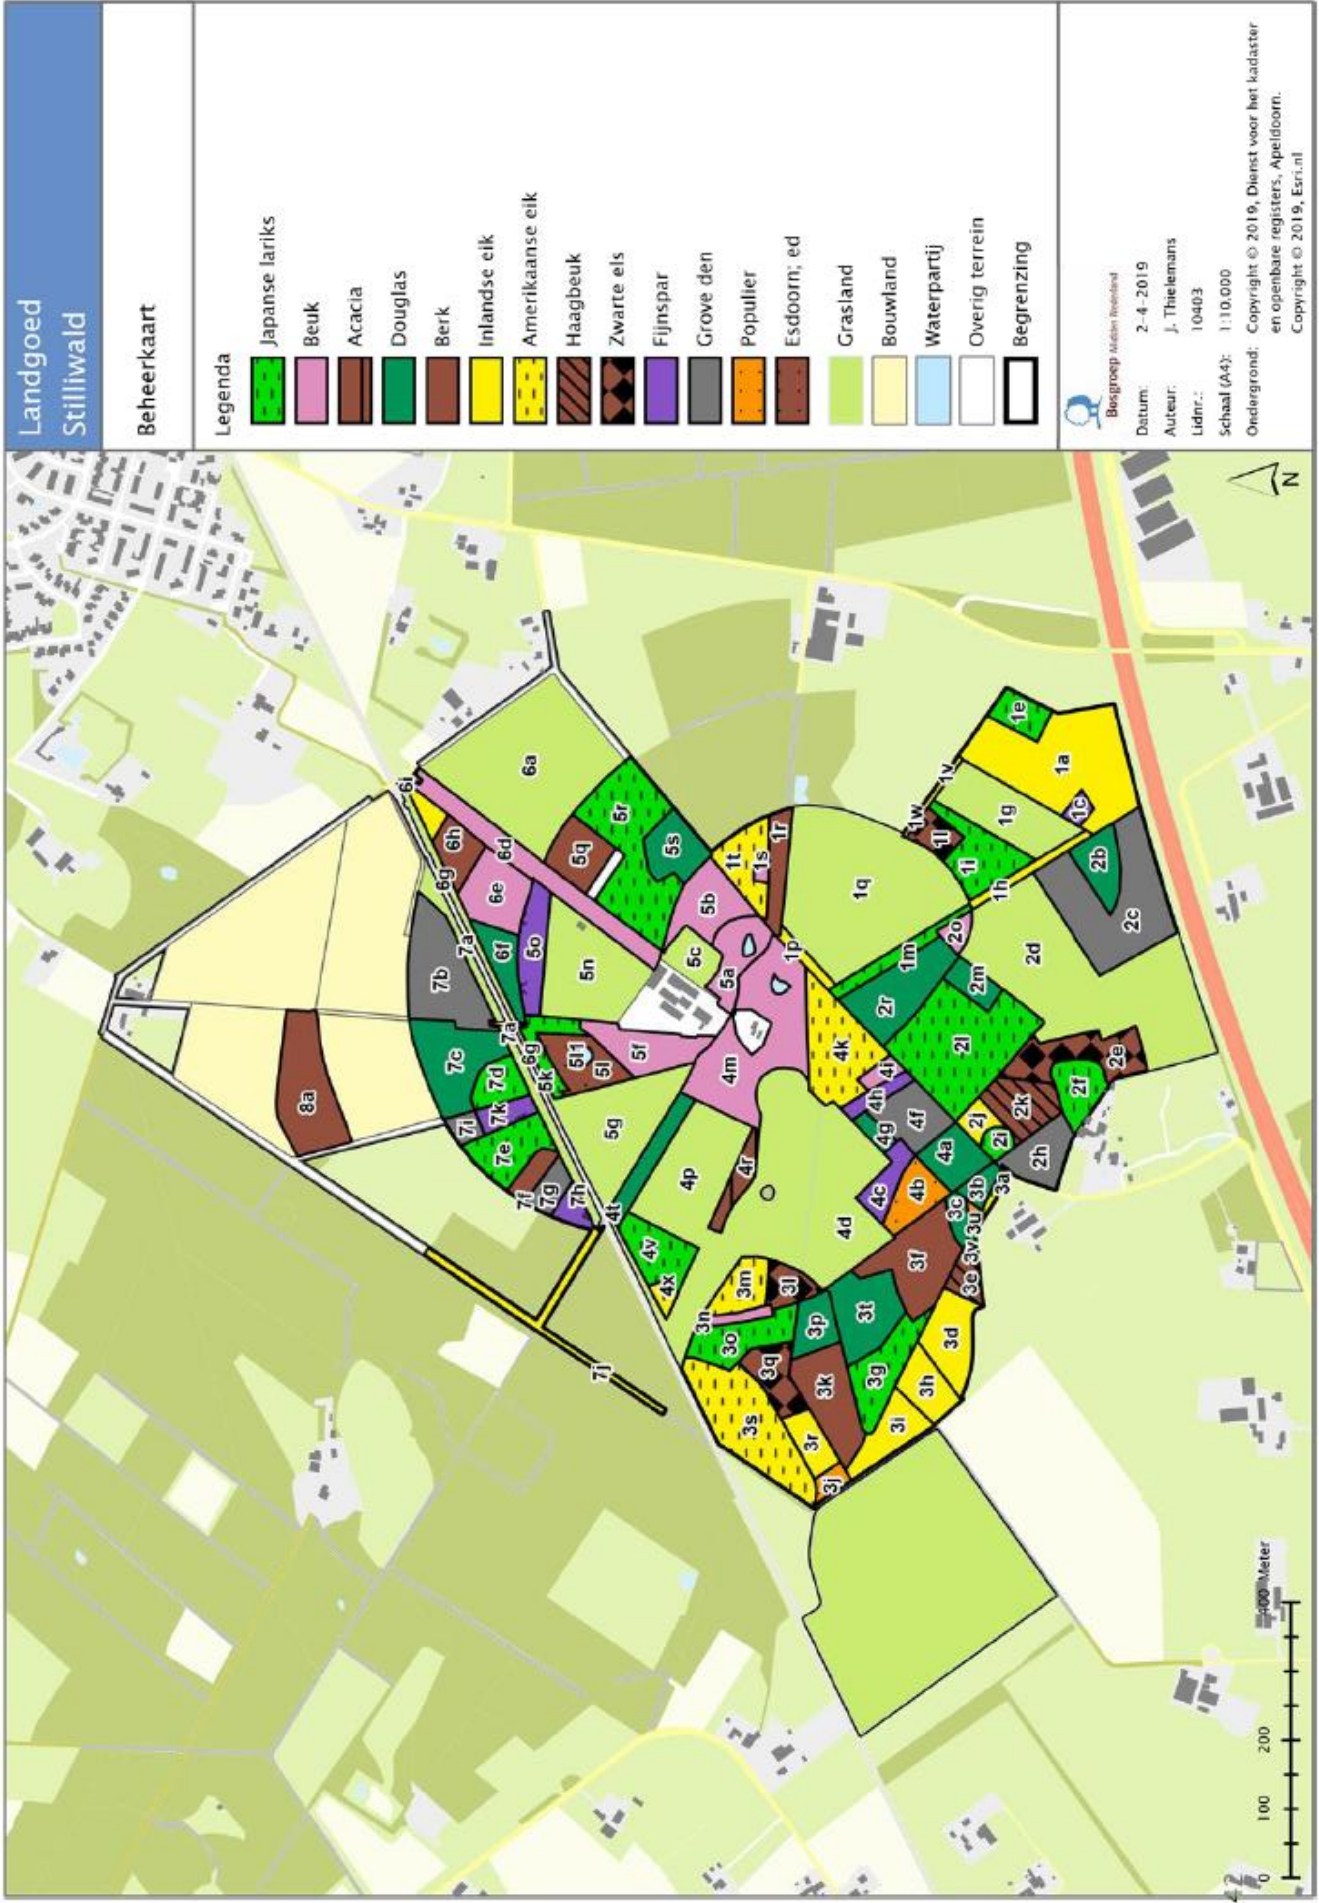 Landgoed
Stilliwald
Beheerkaart
Legenda
Japanse lariks
Beuk
Acacia
Douglas
Berk
Inlandse eik
Amerikaanse eik
Haagbeuk
Zwarte els
Fijnspar
Grove den
Populier
Esdoorn; ed
Grasland
Bouwland
Waterpartij
Overig terrein
Begrenzing
Bosgroep Midden Nederland
Datum: 2-4-2019
Auteur: J. Thielemans
Lidnr.: 10403
Schaal (A4): 1:10.000
Ondergrond: Copyright © 2019, Dienst voor het kadaster
en openbare registers, Apeldoorn.
Copyright © 2019, Esri.nl
N
8a
7b
7a
7c
7d
7k
7i
7e
7f
7g
7h
7a
7j
6i
6h
6g
6d
6e
6f
6a
6g
5o
5n
5q
5r
5s
5b
5c
5a
5k
5l1
5l
5f
5g
4t
4v
4x
4p
4r
4m
4d
4k
4i
4h
4g
4f
4c
4b
4a
3n
3m
3l
3o
3q
3p
3t
3s
3k
3g
3r
3j
3i
3h
3d
3f
3e
3v
3u
3c
3b
3a
1t
1s
1r
1q
1p
1m
1w
1v
1l
1i
1h
1g
1e
1a
1c
2b
2c
2d
2o
2m
2r
2l
2j
2k
2i
2h
2f
2e
0 100 200 400 Meter
42